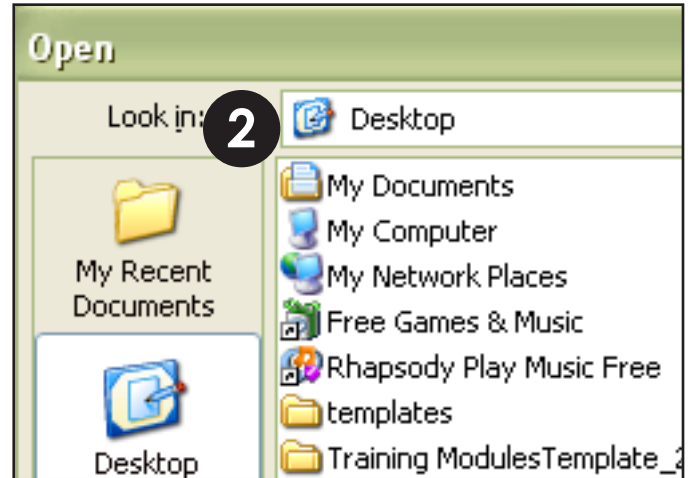 Open
Look in:
2
Desktop
My Recent
Documents
Desktop
My Documents
My Computer
My Network Places
Free Games & Music
Rhapsody Play Music Free
templates
Training ModulesTemplate_2